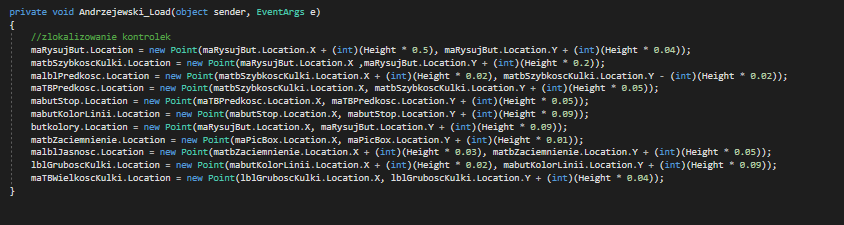 private void Andrzejewski_Load(object sender, EventArgs e)
{
//zlokalizowanie kontrolek
maRysujBut.Location = new Point(maRysujBut.Location.X + (int)(Height * 0.5), maRysujBut.Location.Y + (int)(Height * 0.04));
matbSzybkoscKulki.Location = new Point(maRysujBut.Location.X ,maRysujBut.Location.Y + (int)(Height * 0.2));
malblPredkosc.Location = new Point(matbSzybkoscKulki.Location.X + (int)(Height * 0.02), matbSzybkoscKulki.Location.Y - (int)(Height * 0.02));
maTBPredkosc.Location = new Point(matbSzybkoscKulki.Location.X, matbSzybkoscKulki.Location.Y + (int)(Height * 0.05));
mabutStop.Location = new Point(maTBPredkosc.Location.X, maTBPredkosc.Location.Y + (int)(Height * 0.05));
mabutKolorLinii.Location = new Point(mabutStop.Location.X, mabutStop.Location.Y + (int)(Height * 0.09));
butkolory.Location = new Point(maRysujBut.Location.X, maRysujBut.Location.Y + (int)(Height * 0.09));
matbZaciemnienie.Location = new Point(maPicBox.Location.X, maPicBox.Location.Y + (int)(Height * 0.01));
malblJasnosc.Location = new Point(matbZaciemnienie.Location.X + (int)(Height * 0.03), matbZaciemnienie.Location.Y + (int)(Height * 0.05));
lblGruboscKulki.Location = new Point(mabutKolorLinii.Location.X + (int)(Height * 0.02), mabutKolorLinii.Location.Y + (int)(Height * 0.09));
maTBWielkoscKulki.Location = new Point(lblGruboscKulki.Location.X, lblGruboscKulki.Location.Y + (int)(Height * 0.04));
}